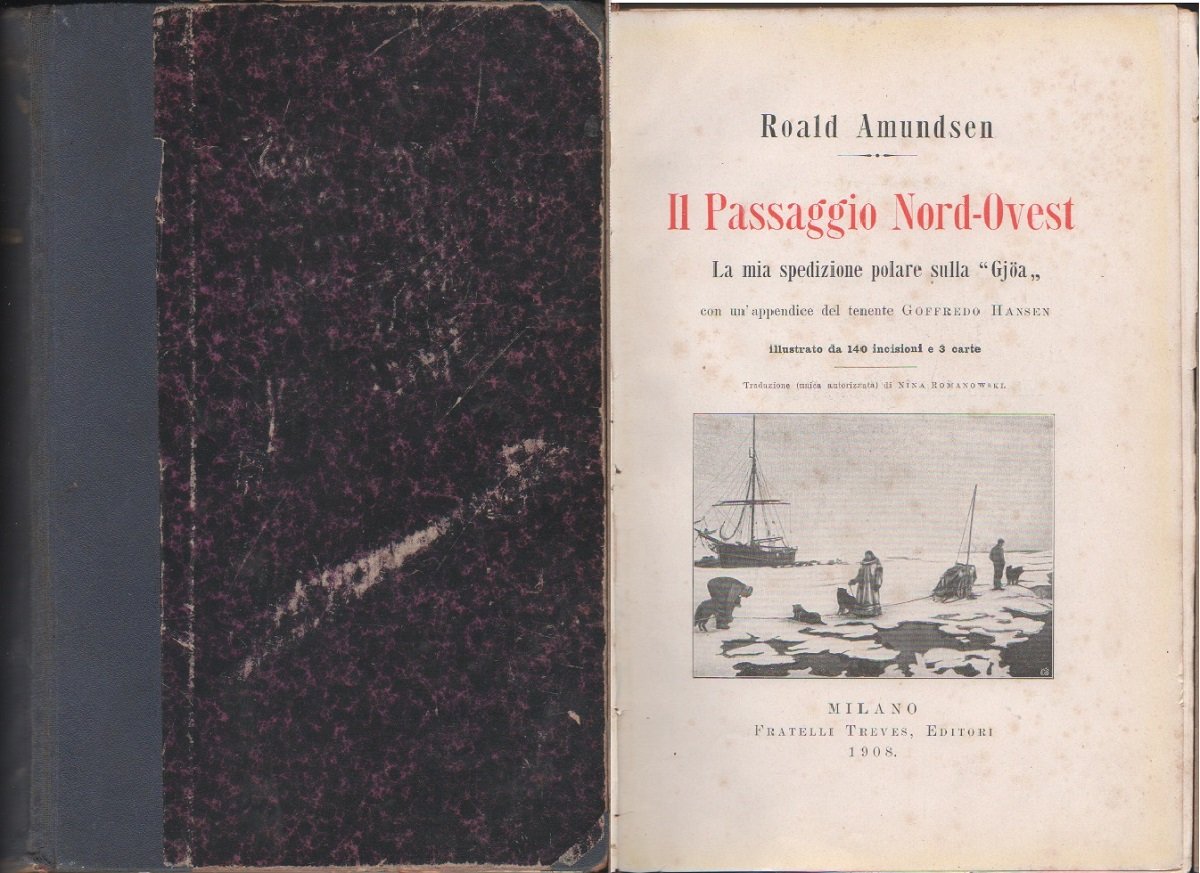 Roald Amundsen
Il Passaggio Nord-Ovest
La mia spedizione polare sulla “Gjöa„
con un'appendice del tenente GOFFREDO HANSEN
illustrato da 140 incisioni e 3 carte
Traduzione (unica autorizzata) di NINA ROMANOWSKI.
MILANO
FRATELLI TREVES, EDITORI
1908.